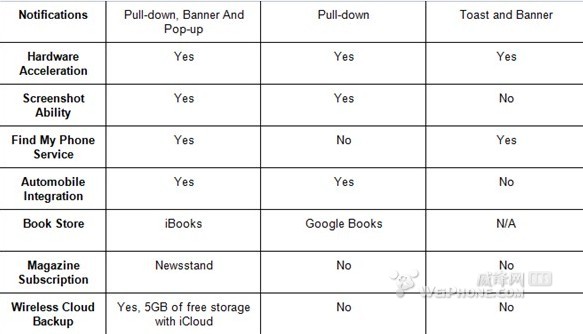 Notifications Pull-down, Banner And Pop-up Pull-down Toast and Banner
Hardware Acceleration Yes Yes Yes
Screenshot Ability Yes Yes No
Find My Phone Service Yes No Yes
Automobile Integration Yes Yes No
Book Store iBooks Google Books N/A
Magazine Subscription Newsstand No No
Wireless Cloud Backup Yes, 5GB of free storage with iCloud No No
威锋网
WEIPHONE.COM